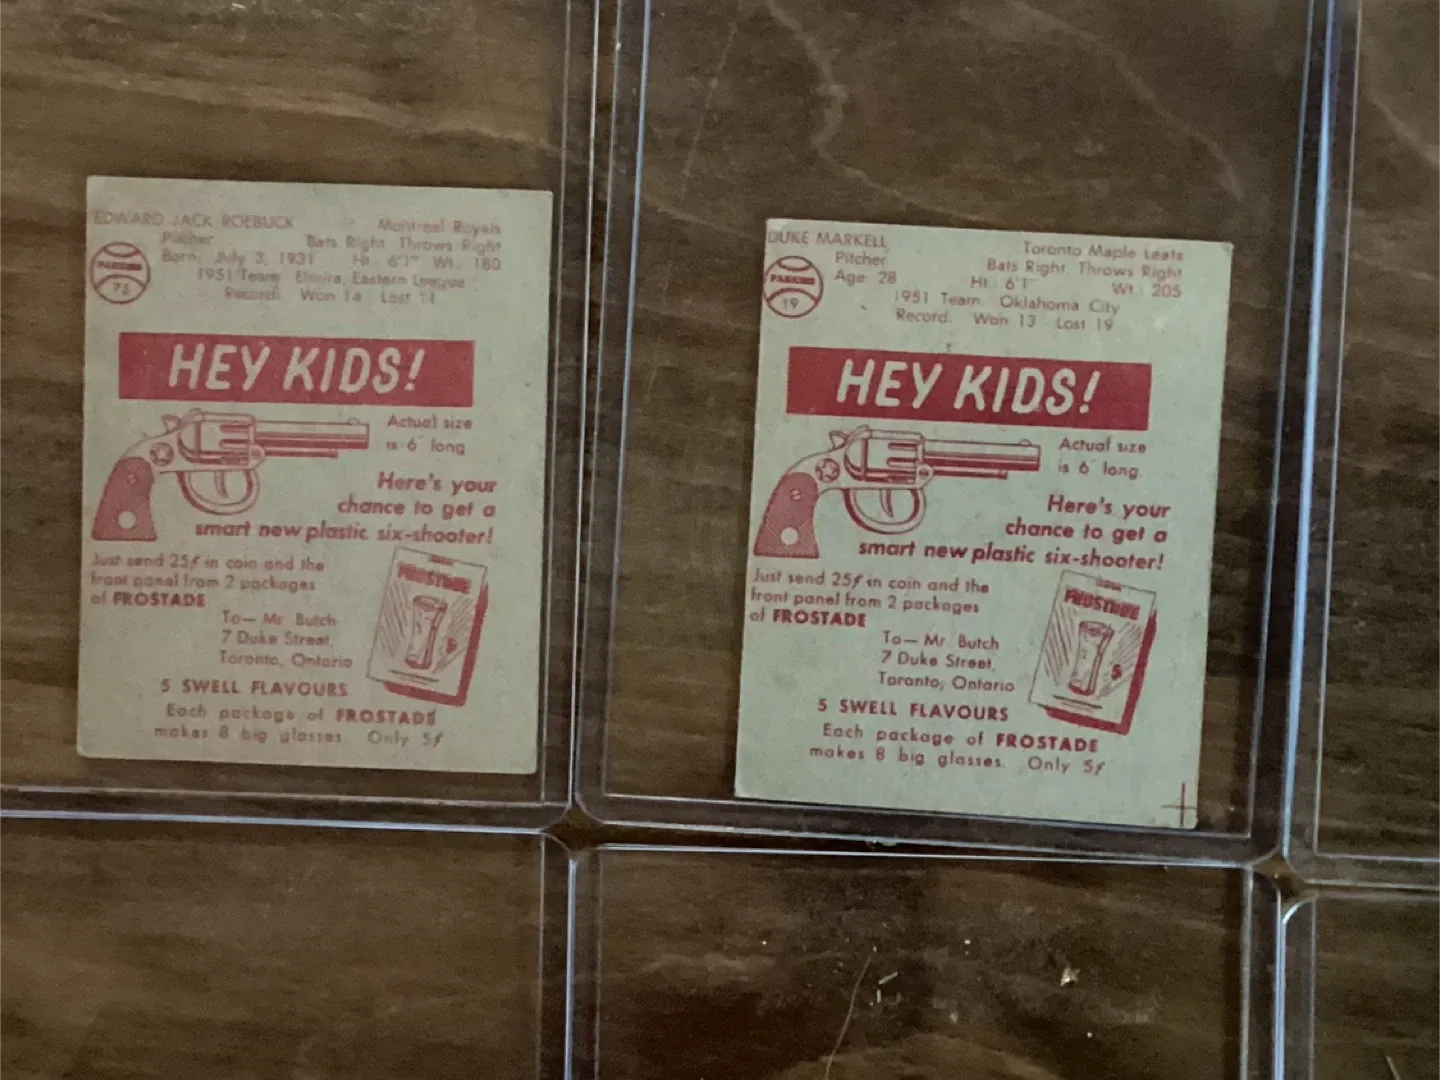 EDWARD JACK ROEBUCK Montreal Royals
Pitcher Bats Right Throws Right
Born, July 3, 1931 Ht. 6'1" Wt. 180
1951 Team Elmira, Eastern League
Record: Won 14 Lost 11
PARKHIE
75
HEY KIDS!
Actual size
is 6" long
Here's your
chance to get a
smart new plastic six-shooter!
Just send 25¢ in coin and the
front panel from 2 packages
of FROSTADE
To— Mr Butch
7 Duke Street,
Toronto, Ontario
FROSTADE
5
5 SWELL FLAVOURS
Each package of FROSTADE
makes 8 big glasses Only 5¢
DUKE MARKELL Toronto Maple Leafs
Pitcher Bats Right Throws Right
Age 28 Ht. 6'1" Wt. 205
1951 Team. Oklahoma City
Record. Won 13 Lost 19
PARKHIE
19
HEY KIDS!
Actual size
is 6" long.
Here's your
chance to get a
smart new plastic six-shooter!
Just send 25¢ in coin and the
front panel from 2 packages
of FROSTADE
To— Mr Butch
7 Duke Street,
Toronto, Ontario
FROSTADE
5
5 SWELL FLAVOURS
Each package of FROSTADE
makes 8 big glasses. Only 5¢